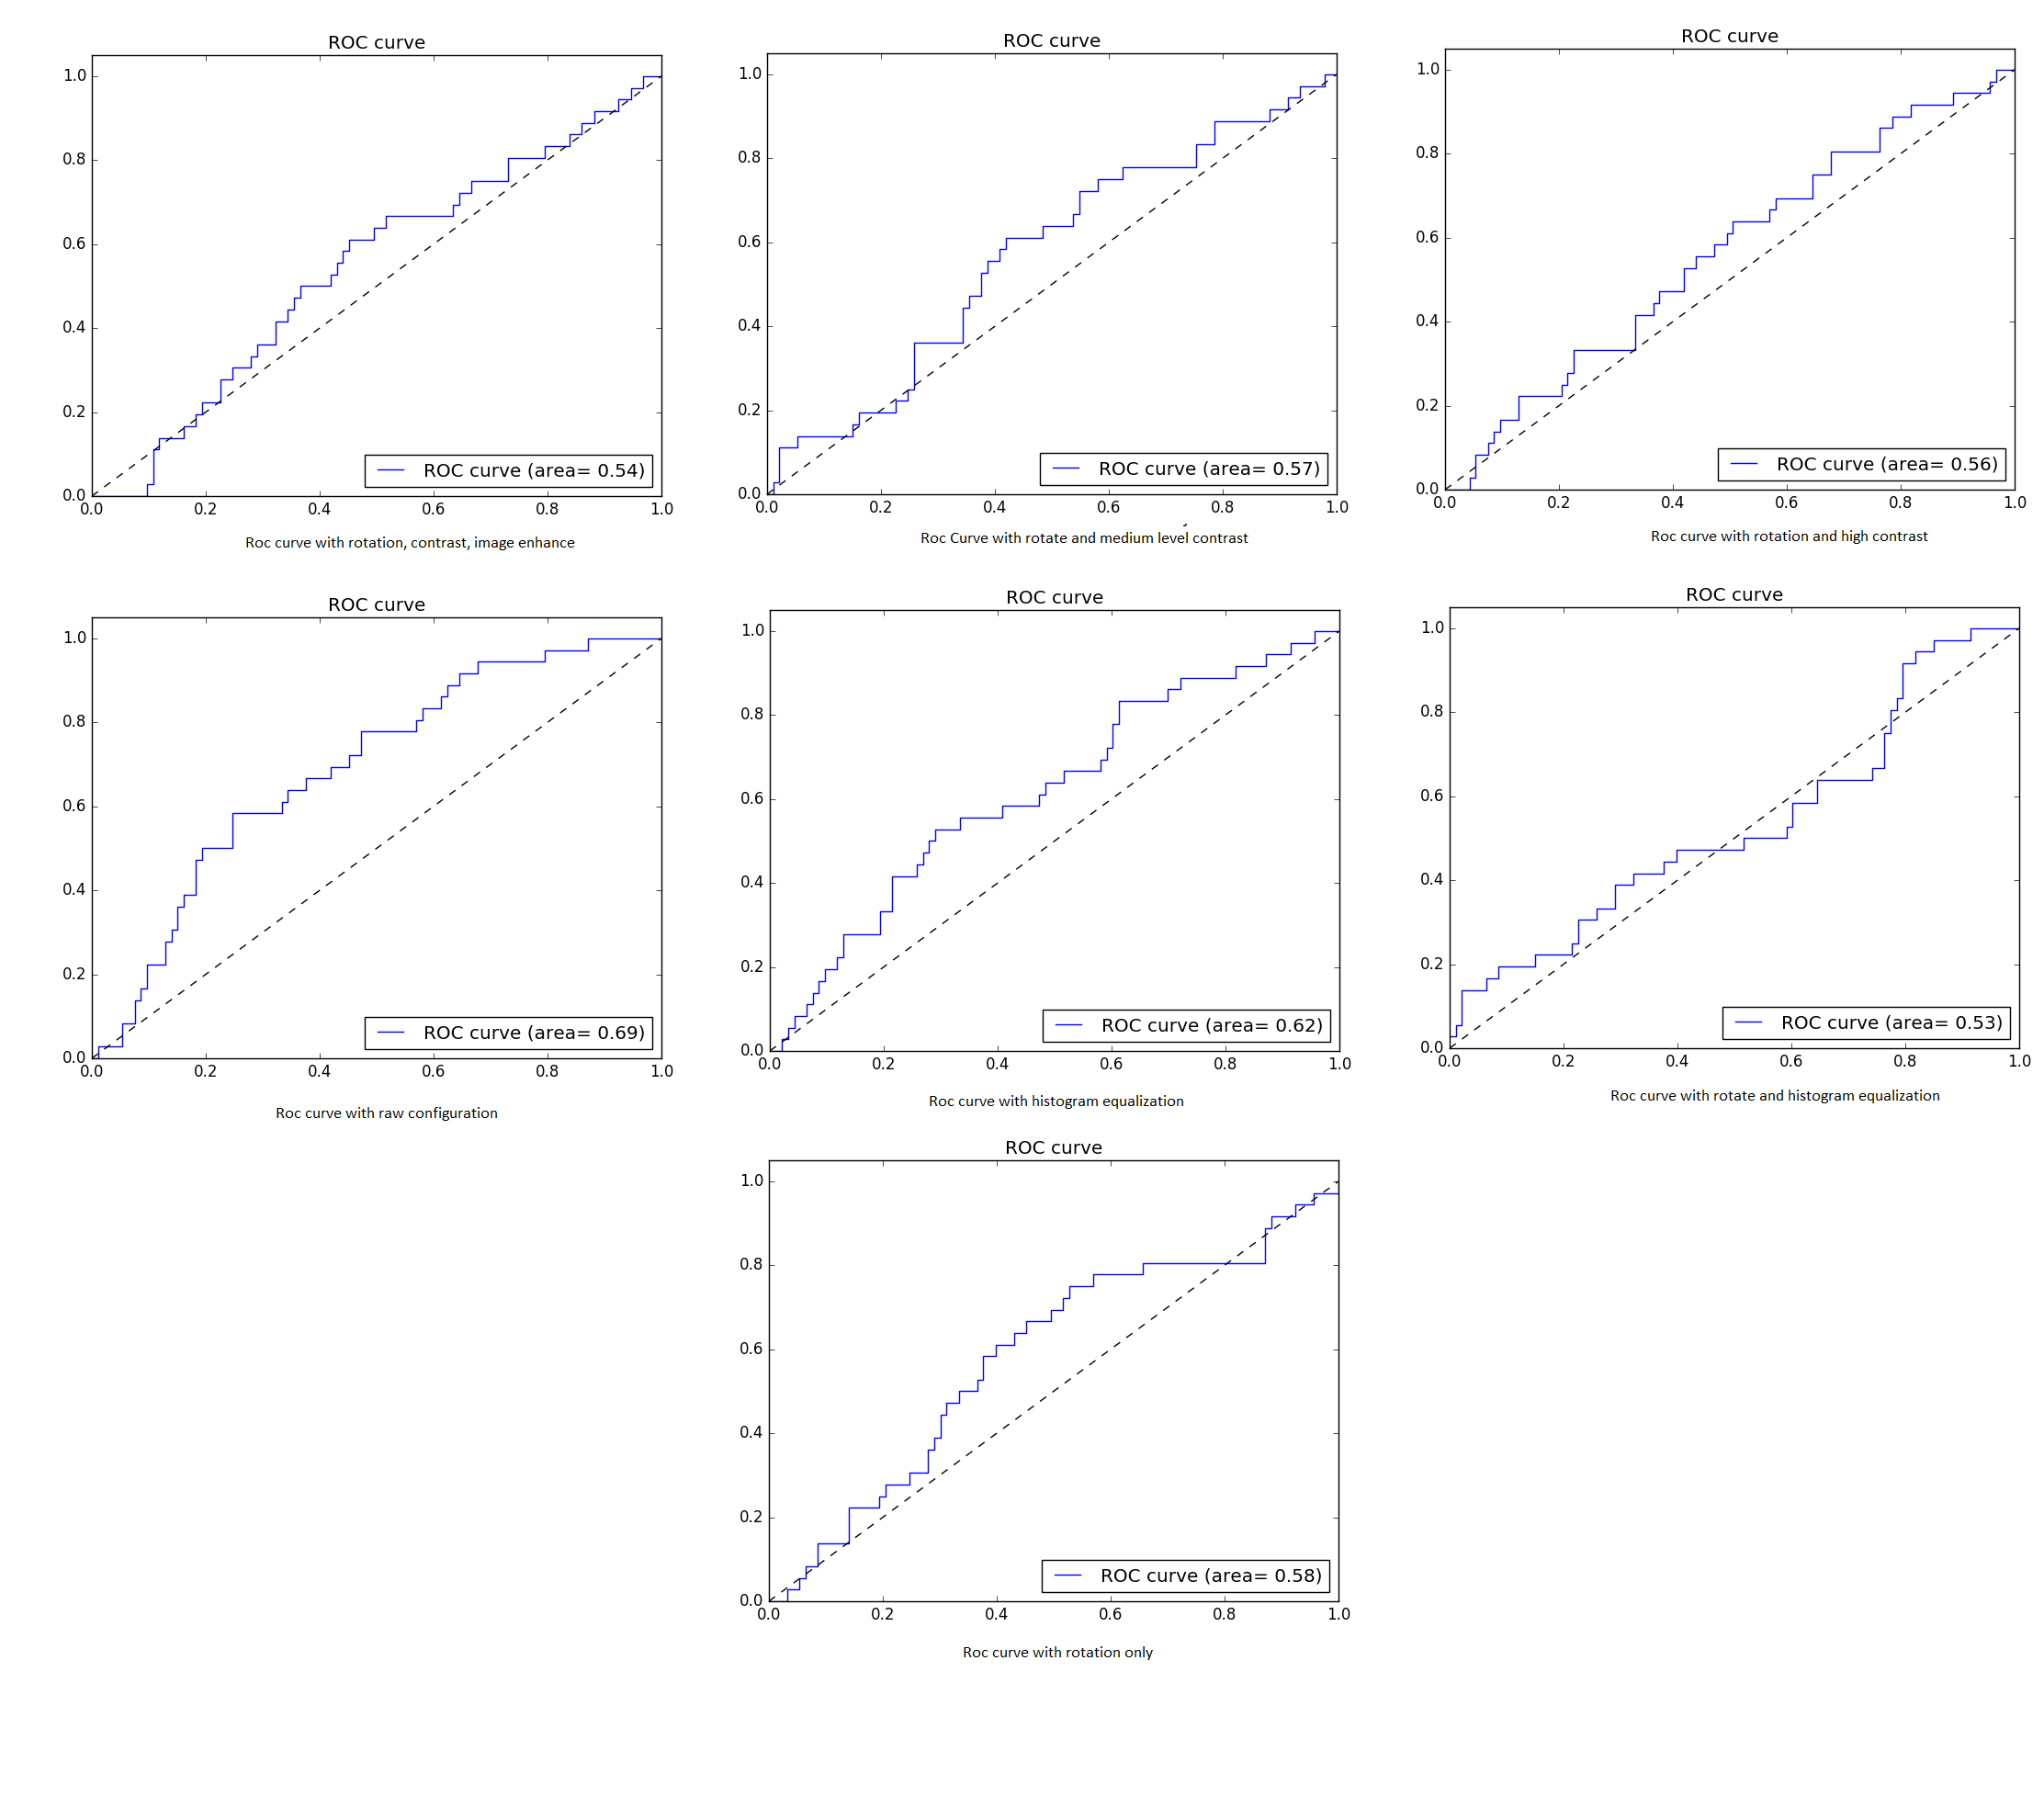 ROC curve
1.0
0.8
0.6
0.4
0.2
0.0
0.0 0.2 0.4 0.6 0.8 1.0
ROC curve (area= 0.54)
Roc curve with rotation, contrast, image enhance
ROC curve
1.0
0.8
0.6
0.4
0.2
0.0
0.0 0.2 0.4 0.6 0.8 1.0
ROC curve (area= 0.57)
Roc Curve with rotate and medium level contrast
ROC curve
1.0
0.8
0.6
0.4
0.2
0.0
0.0 0.2 0.4 0.6 0.8 1.0
ROC curve (area= 0.56)
Roc curve with rotation and high contrast
ROC curve
1.0
0.8
0.6
0.4
0.2
0.0
0.0 0.2 0.4 0.6 0.8 1.0
ROC curve (area= 0.69)
Roc curve with raw configuration
ROC curve
1.0
0.8
0.6
0.4
0.2
0.0
0.0 0.2 0.4 0.6 0.8 1.0
ROC curve (area= 0.62)
Roc curve with histogram equalization
ROC curve
1.0
0.8
0.6
0.4
0.2
0.0
0.0 0.2 0.4 0.6 0.8 1.0
ROC curve (area= 0.53)
Roc curve with rotate and histogram equalization
ROC curve
1.0
0.8
0.6
0.4
0.2
0.0
0.0 0.2 0.4 0.6 0.8 1.0
ROC curve (area= 0.58)
Roc curve with rotation only